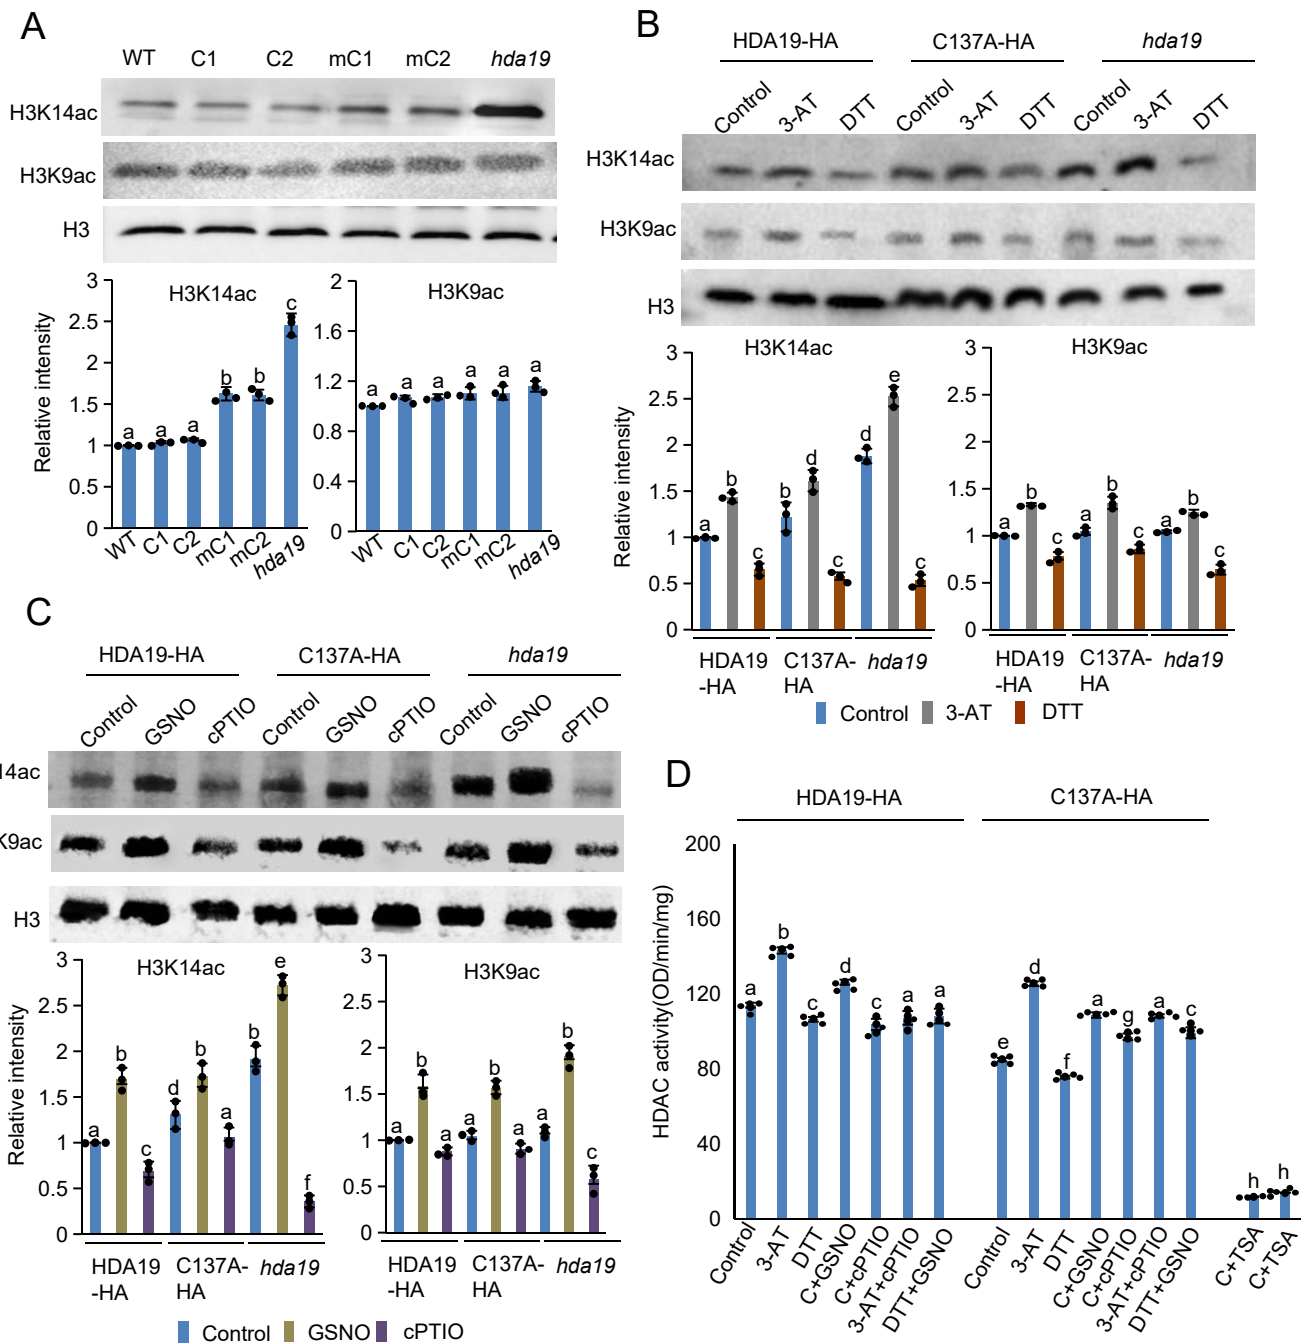 A
WT C1 C2 mC1 mC2 hda19
H3K14ac
H3K9ac
H3
H3K14ac
Relative intensity
3
2.5
2
1.5
1
0.5
0
a a a b b c
WT C1 C2 mC1 mC2 hda19
H3K9ac
2
1.6
1.2
0.8
0.4
0
a a a a a a
WT C1 C2 mC1 mC2 hda19
B
HDA19-HA C137A-HA hda19
Control 3-AT DTT Control 3-AT DTT Control 3-AT DTT
H3K14ac
H3K9ac
H3
H3K14ac
Relative intensity
3
2.5
2
1.5
1
0.5
0
a b c b d c d e c
HDA19 C137A- hda19
-HA HA
H3K9ac
3
2.5
2
1.5
1
0.5
0
a b c a b c a b c
HDA19 C137A- hda19
-HA HA
Control 3-AT DTT
C
HDA19-HA C137A-HA hda19
Control GSNO cPTIO Control GSNO cPTIO Control GSNO cPTIO
14ac
K9ac
H3
H3K14ac
Relative intensity
3
2.5
2
1.5
1
0.5
0
a b c d b a b e f
HDA19 C137A- hda19
-HA HA
H3K9ac
3
2.5
2
1.5
1
0.5
0
a b a a b a a b c
HDA19 C137A- hda19
-HA HA
Control GSNO cPTIO
D
HDA19-HA C137A-HA
HDAC activity(OD/min/mg)
200
160
120
80
40
0
a b c d c a a e d f a g a c h h
Control 3-AT DTT C+GSNO C+cPTIO 3-AT+cPTIO DTT+GSNO Control 3-AT DTT C+GSNO C+cPTIO 3-AT+cPTIO DTT+GSNO C+TSA C+TSA